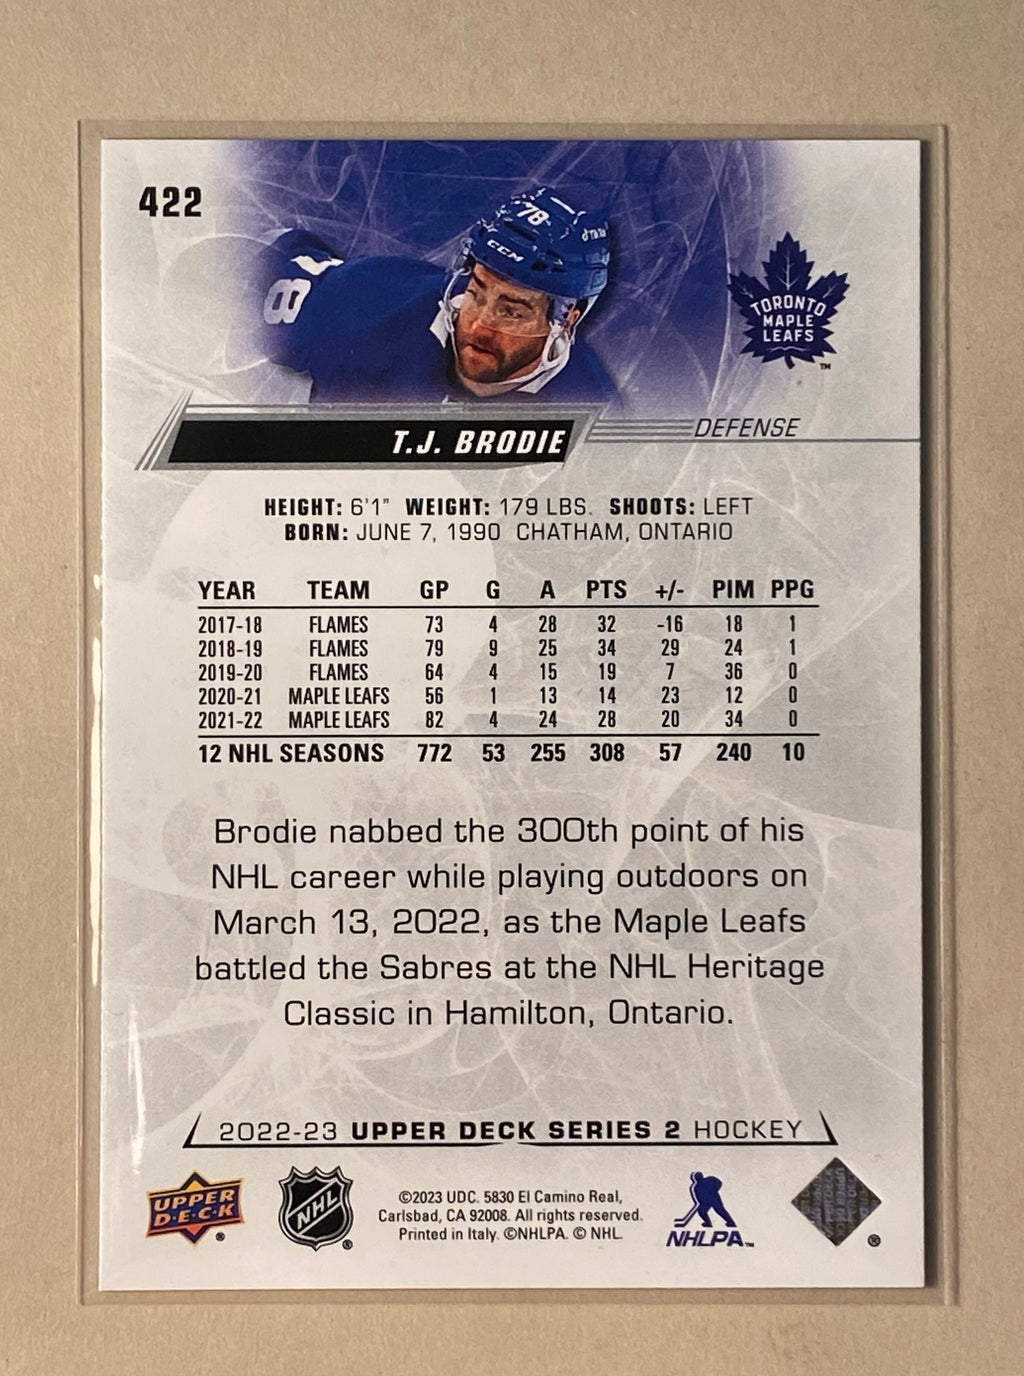 422
78
CCM
8
TORONTO
MAPLE
LEAFS
TM
T.J. BRODIE
DEFENSE
HEIGHT: 6'1" WEIGHT: 179 LBS. SHOOTS: LEFT
BORN: JUNE 7, 1990 CHATHAM, ONTARIO
YEAR TEAM GP G A PTS +/- PIM PPG
2017-18 FLAMES 73 4 28 32 -16 18 1
2018-19 FLAMES 79 9 25 34 29 24 1
2019-20 FLAMES 64 4 15 19 7 36 0
2020-21 MAPLE LEAFS 56 1 13 14 23 12 0
2021-22 MAPLE LEAFS 82 4 24 28 20 34 0
12 NHL SEASONS 772 53 255 308 57 240 10
Brodie nabbed the 300th point of his
NHL career while playing outdoors on
March 13, 2022, as the Maple Leafs
battled the Sabres at the NHL Heritage
Classic in Hamilton, Ontario.
2022-23 UPPER DECK SERIES 2 HOCKEY
UPPER
D•E•C•K ®
NHL ®
©2023 UDC. 5830 El Camino Real,
Carlsbad, CA 92008. All rights reserved.
Printed in Italy. ©NHLPA. © NHL.
NHLPA™
®